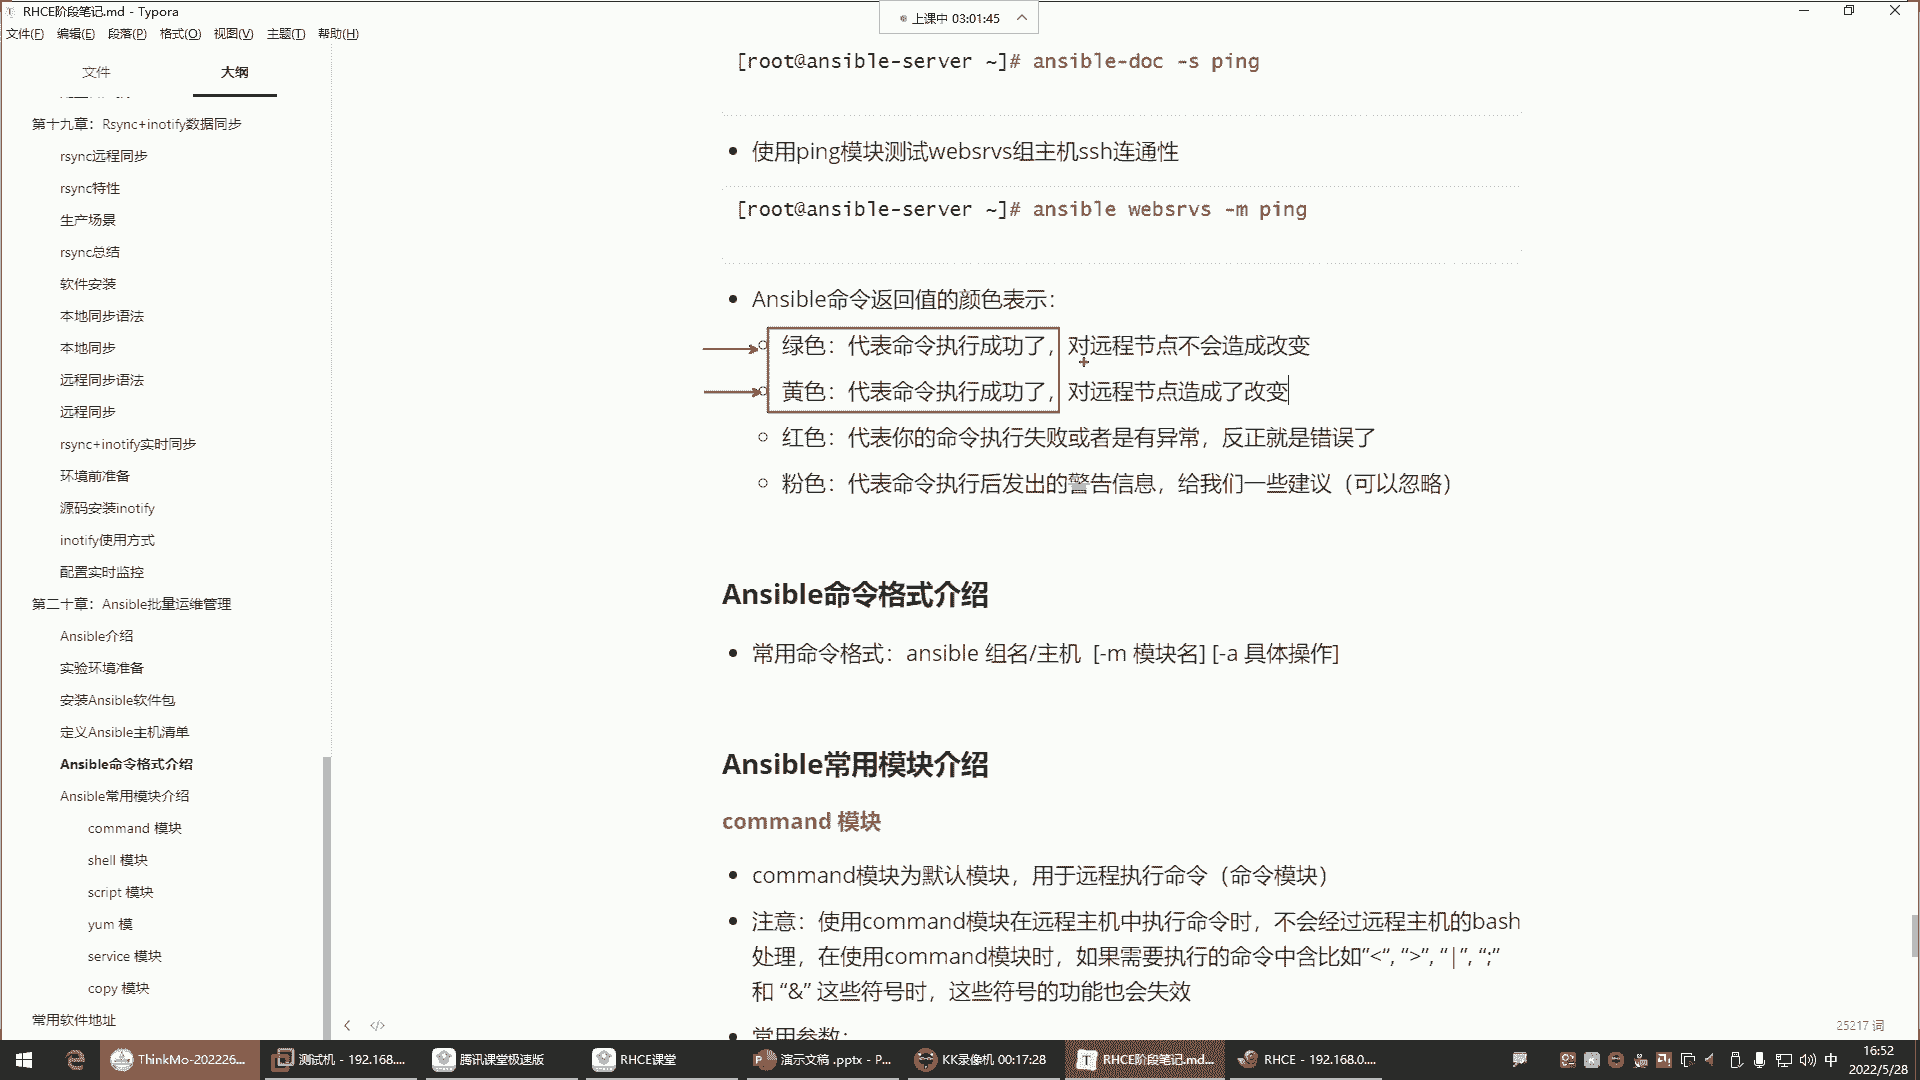 RHCE阶段笔记.md - Typora
上课中 03:01:45
文件(F) 编辑(E) 段落(P) 格式(O) 视图(V) 主题(T) 帮助(H)
文件 大纲
第十九章：Rsync+inotify数据同步
rsync远程同步
rsync特性
生产场景
rsync总结
软件安装
本地同步语法
本地同步
远程同步语法
远程同步
rsync+inotify实时同步
环境前准备
源码安装inotify
inotify使用方式
配置实时监控
第二十章：Ansible批量运维管理
Ansible介绍
实验环境准备
安装Ansible软件包
定义Ansible主机清单
Ansible命令格式介绍
Ansible常用模块介绍
command 模块
shell 模块
script 模块
yum 模
service 模块
copy 模块
常用软件地址
[root@ansible-server ~]# ansible-doc -s ping
使用ping模块测试websrvs组主机ssh连通性
[root@ansible-server ~]# ansible websrvs -m ping
Ansible命令返回值的颜色表示：
绿色：代表命令执行成功了，对远程节点不会造成改变
黄色：代表命令执行成功了，对远程节点造成了改变
红色：代表你的命令执行失败或者是有异常，反正就是错误了
粉色：代表命令执行后发出的警告信息，给我们一些建议（可以忽略）
Ansible命令格式介绍
常用命令格式：ansible 组名/主机 [-m 模块名] [-a 具体操作]
Ansible常用模块介绍
command 模块
command模块为默认模块，用于远程执行命令（命令模块）
注意：使用command模块在远程主机中执行命令时，不会经过远程主机的bash
处理，在使用command模块时，如果需要执行的命令中含比如”<“, “>”, “|”, “;”
和 “&” 这些符号时，这些符号的功能也会失效
常用参数：
25217 词
ThinkMo-202226... 测试机 - 192.168.... 腾讯课堂极速版 RHCE课堂 演示文稿 .pptx - P... KK录像机 00:17:28 RHCE阶段笔记.md... RHCE - 192.168.0.... 中 16:52
2022/5/28